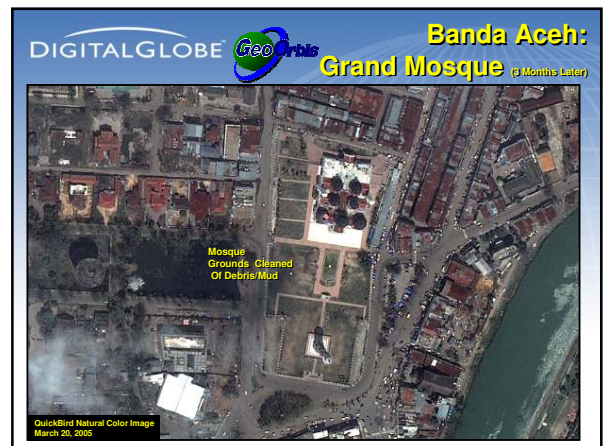 DIGITALGLOBE
GeoOrbis
Banda Aceh:
Grand Mosque (3 Months Later)
Mosque
Grounds Cleaned
Of Debris/Mud
QuickBird Natural Color Image
March 20, 2005